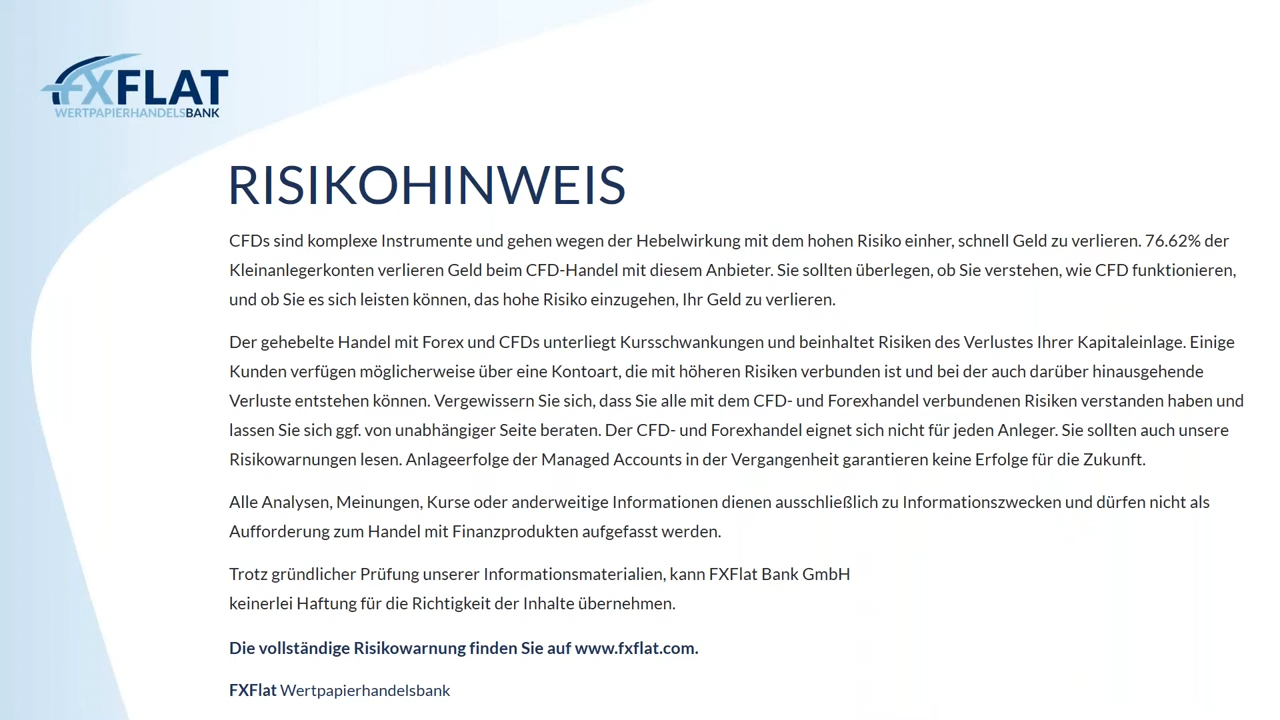 FXFLAT
WERTPAPIERHANDELSBANK
RISIKOHINWEIS
CFDs sind komplexe Instrumente und gehen wegen der Hebelwirkung mit dem hohen Risiko einher, schnell Geld zu verlieren. 76.62% der
Kleinanlegerkonten verlieren Geld beim CFD-Handel mit diesem Anbieter. Sie sollten überlegen, ob Sie verstehen, wie CFD funktionieren,
und ob Sie es sich leisten können, das hohe Risiko einzugehen, Ihr Geld zu verlieren.
Der gehebelte Handel mit Forex und CFDs unterliegt Kursschwankungen und beinhaltet Risiken des Verlustes Ihrer Kapitaleinlage. Einige
Kunden verfügen möglicherweise über eine Kontoart, die mit höheren Risiken verbunden ist und bei der auch darüber hinausgehende
Verluste entstehen können. Vergewissern Sie sich, dass Sie alle mit dem CFD- und Forexhandel verbundenen Risiken verstanden haben und
lassen Sie sich ggf. von unabhängiger Seite beraten. Der CFD- und Forexhandel eignet sich nicht für jeden Anleger. Sie sollten auch unsere
Risikowarnungen lesen. Anlageerfolge der Managed Accounts in der Vergangenheit garantieren keine Erfolge für die Zukunft.
Alle Analysen, Meinungen, Kurse oder anderweitige Informationen dienen ausschließlich zu Informationszwecken und dürfen nicht als
Aufforderung zum Handel mit Finanzprodukten aufgefasst werden.
Trotz gründlicher Prüfung unserer Informationsmaterialien, kann FXFlat Bank GmbH
keinerlei Haftung für die Richtigkeit der Inhalte übernehmen.
Die vollständige Risikowarnung finden Sie auf www.fxflat.com.
FXFlat Wertpapierhandelsbank